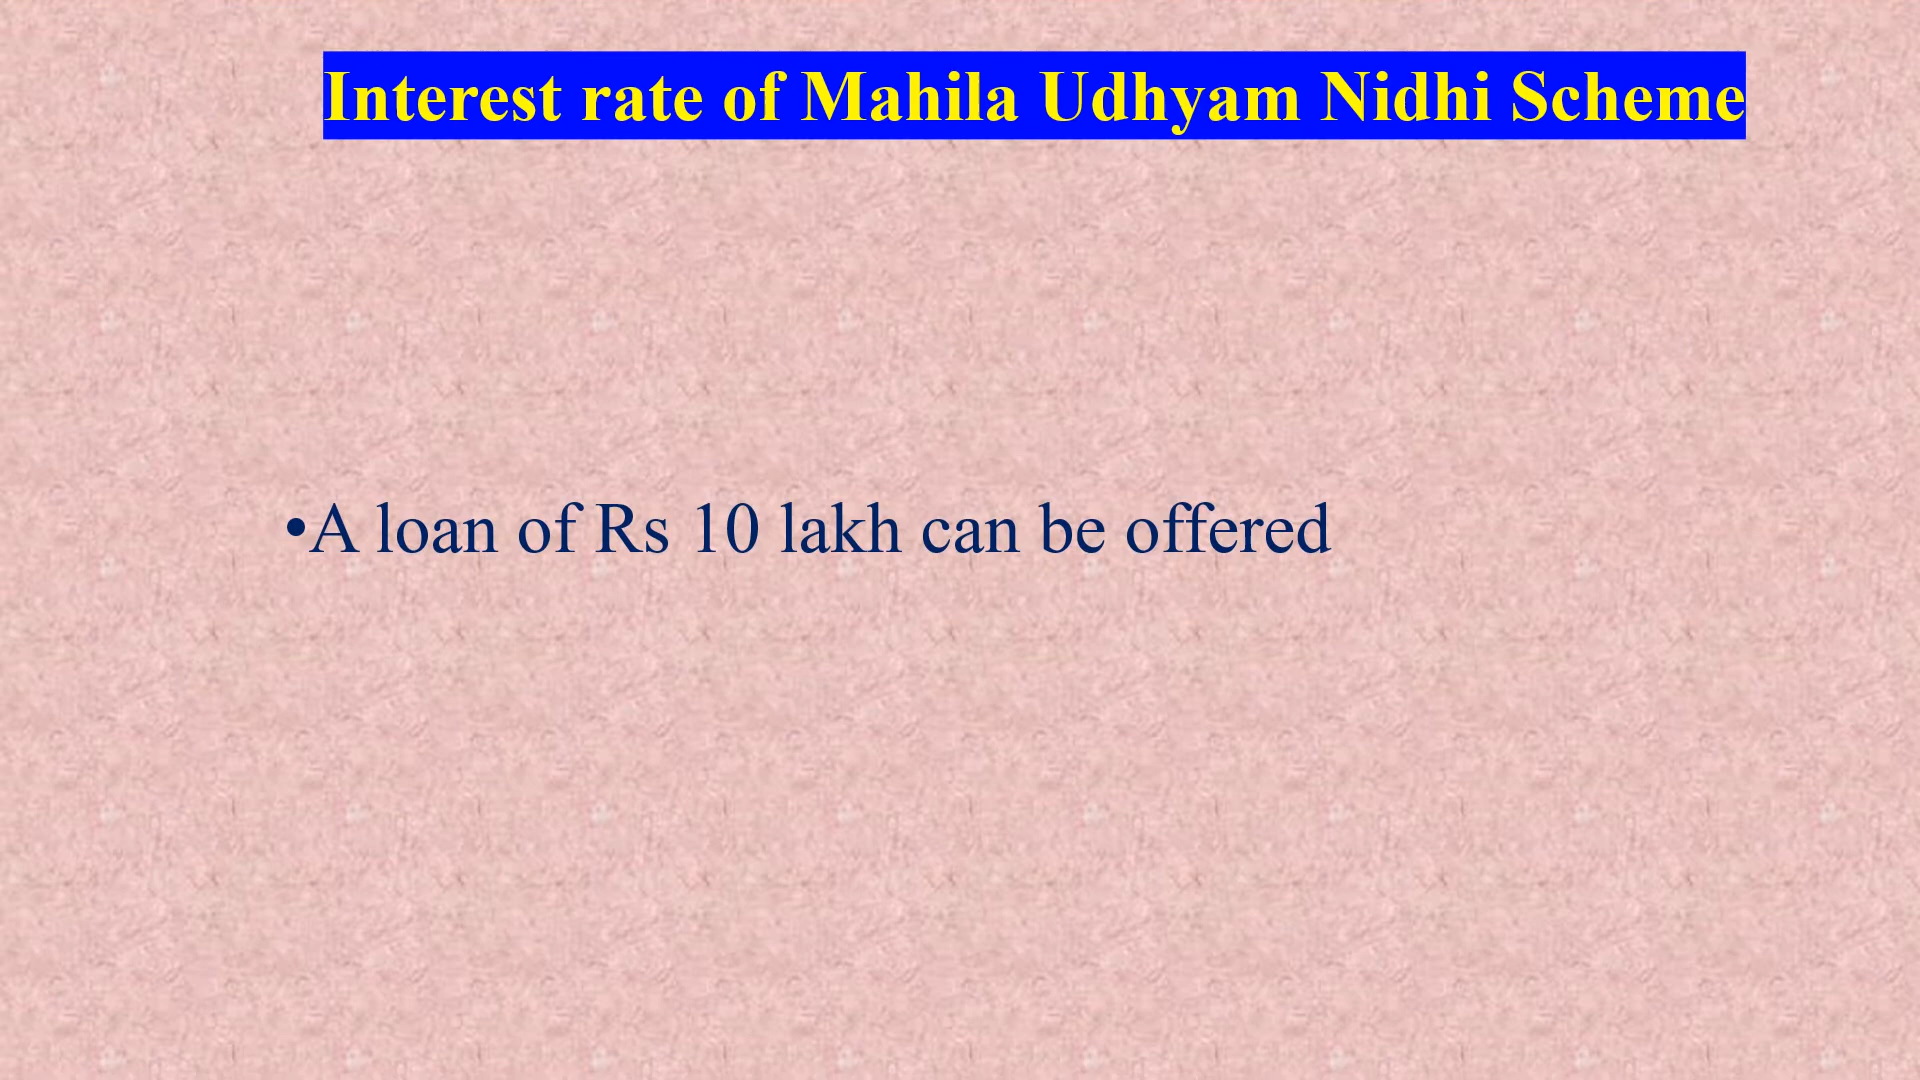 Interest rate of Mahila Udhyam Nidhi Scheme
•A loan of Rs 10 lakh can be offered